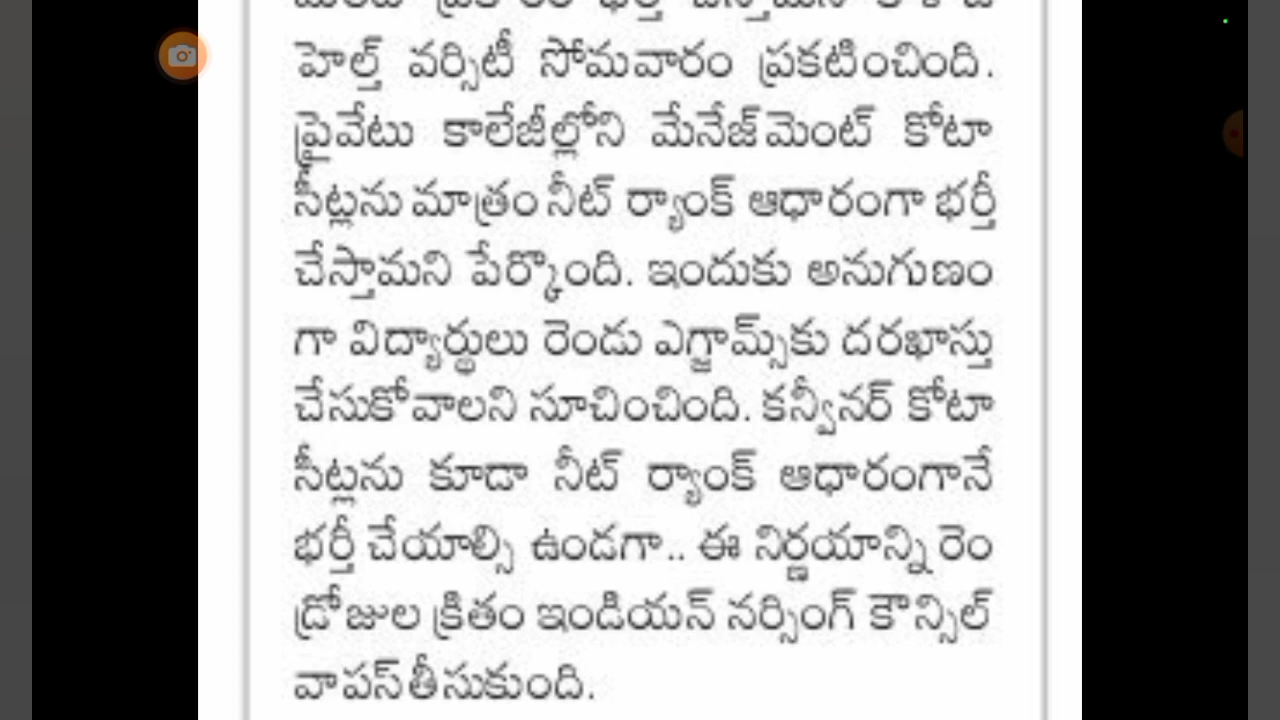 హెల్త్ వర్సిటీ సోమవారం ప్రకటించింది.
ప్రైవేటు కాలేజీల్లోని మేనేజ్‌మెంట్ కోటా
సీట్లను మాత్రం నీట్ ర్యాంక్ ఆధారంగా భర్తీ
చేస్తామని పేర్కొంది. ఇందుకు అనుగుణం
గా విద్యార్థులు రెండు ఎగ్జామ్స్‌కు దరఖాస్తు
చేసుకోవాలని సూచించింది. కన్వీనర్ కోటా
సీట్లను కూడా నీట్ ర్యాంక్ ఆధారంగానే
భర్తీ చేయాల్సి ఉండగా.. ఈ నిర్ణయాన్ని రెం
డ్రోజుల క్రితం ఇండియన్ నర్సింగ్ కౌన్సిల్
వాపస్‌తీసుకుంది.